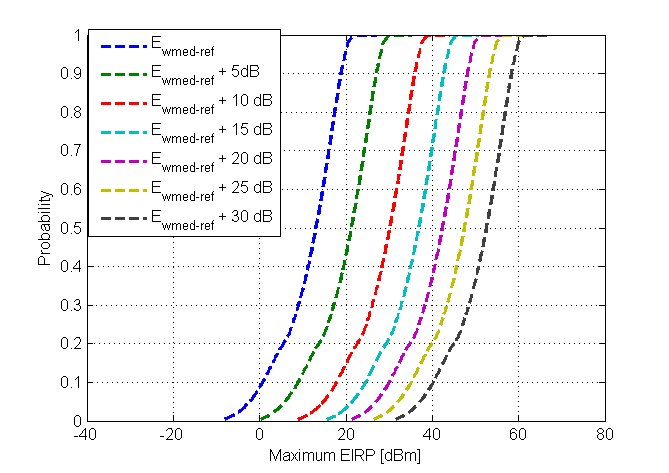 E_wmed-ref
E_wmed-ref + 5dB
E_wmed-ref + 10 dB
E_wmed-ref + 15 dB
E_wmed-ref + 20 dB
E_wmed-ref + 25 dB
E_wmed-ref + 30 dB
1
0.9
0.8
0.7
0.6
0.5
0.4
0.3
0.2
0.1
0
Probability
-40
-20
0
20
40
60
80
Maximum EIRP [dBm]